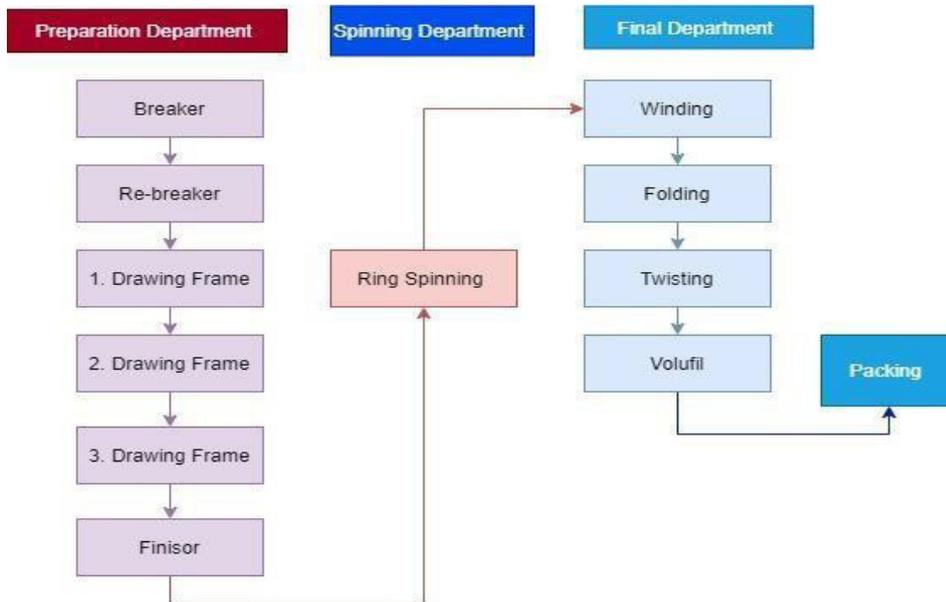 Preparation Department
Spinning Department
Final Department
Breaker
Re-breaker
1. Drawing Frame
2. Drawing Frame
3. Drawing Frame
Finisor
Ring Spinning
Winding
Folding
Twisting
Volufil
Packing